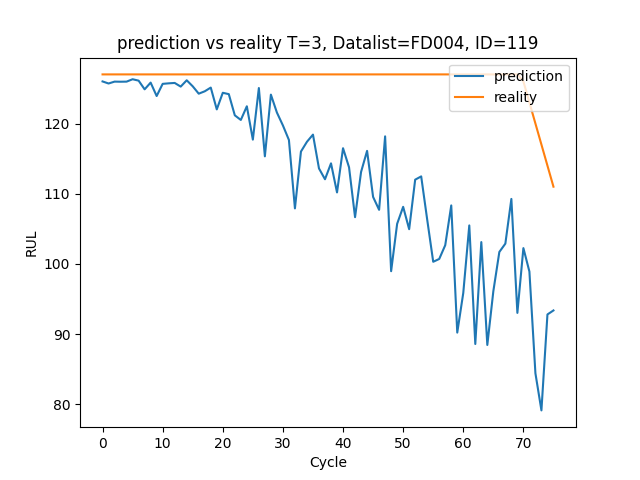 prediction vs reality T=3, Datalist=FD004, ID=119
prediction
reality
RUL
120
110
100
90
80
0 10 20 30 40 50 60 70
Cycle